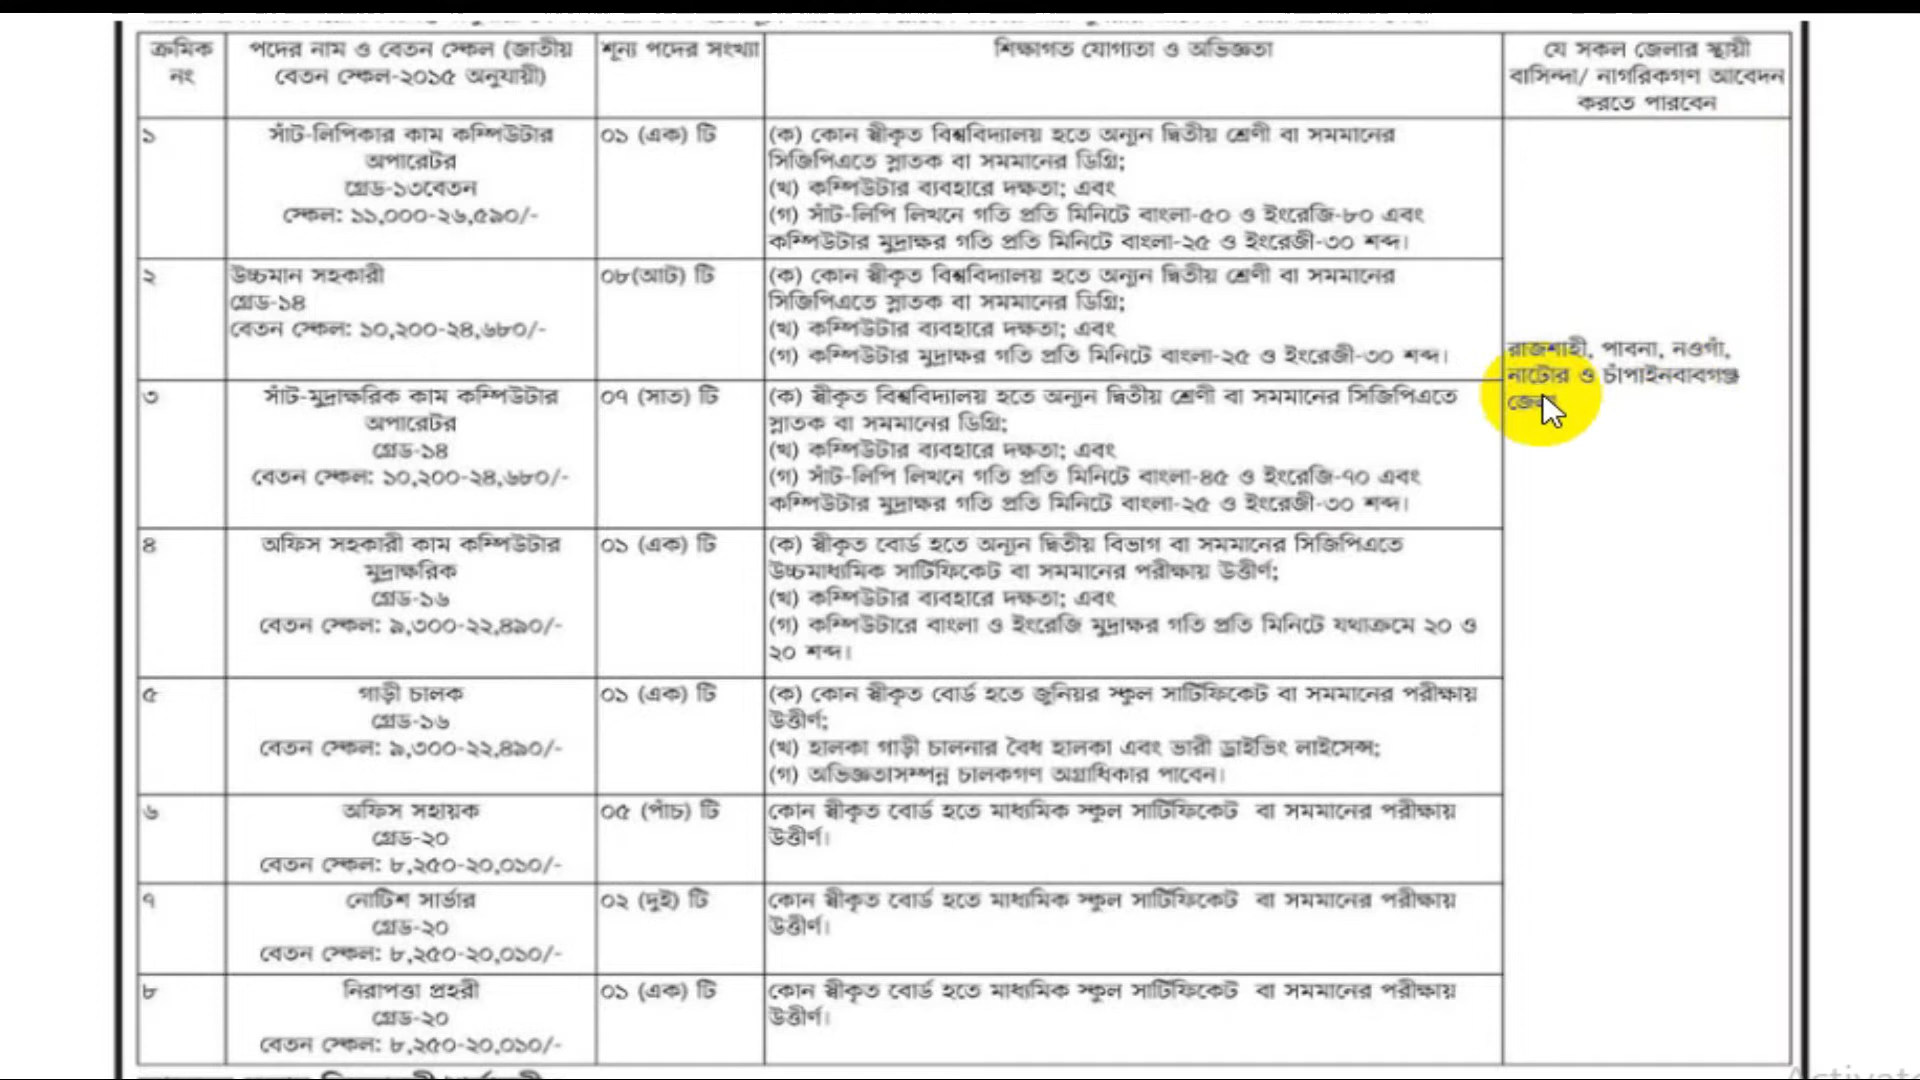 ক্রমিক
নং
পদের নাম ও বেতন স্কেল (জাতীয়
বেতন স্কেল-২০১৫ অনুযায়ী)
শূন্য পদের সংখ্যা
শিক্ষাগত যোগ্যতা ও অভিজ্ঞতা
যে সকল জেলার স্থায়ী
বাসিন্দা/ নাগরিকগণ আবেদন
করতে পারবেন
১
সাঁট-লিপিকার কাম কম্পিউটার
অপারেটর
গ্রেড-১৩বেতন
স্কেল: ১১,০০০-২৬,৫৯০/-
০১ (এক) টি
(ক) কোন স্বীকৃত বিশ্ববিদ্যালয় হতে অন্যূন দ্বিতীয় শ্রেণী বা সমমানের
সিজিপিএতে স্নাতক বা সমমানের ডিগ্রি;
(খ) কম্পিউটার ব্যবহারে দক্ষতা; এবং
(গ) সাঁট-লিপি লিখনে গতি প্রতি মিনিটে বাংলা-৫০ ও ইংরেজি-৮০ এবং
কম্পিউটার মুদ্রাক্ষর গতি প্রতি মিনিটে বাংলা-২৫ ও ইংরেজী-৩০ শব্দ।
২
উচ্চমান সহকারী
গ্রেড-১৪
বেতন স্কেল: ১০,২০০-২৪,৬৮০/-
০৮(আট) টি
(ক) কোন স্বীকৃত বিশ্ববিদ্যালয় হতে অন্যূন দ্বিতীয় শ্রেণী বা সমমানের
সিজিপিএতে স্নাতক বা সমমানের ডিগ্রি;
(খ) কম্পিউটার ব্যবহারে দক্ষতা; এবং
(গ) কম্পিউটার মুদ্রাক্ষর গতি প্রতি মিনিটে বাংলা-২৫ ও ইংরেজী-৩০ শব্দ।
রাজশাহী, পাবনা, নওগাঁ,
নাটোর ও চাঁপাইনবাবগঞ্জ
জেলা
৩
সাঁট-মুদ্রাক্ষরিক কাম কম্পিউটার
অপারেটর
গ্রেড-১৪
বেতন স্কেল: ১০,২০০-২৪,৬৮০/-
০৭ (সাত) টি
(ক) স্বীকৃত বিশ্ববিদ্যালয় হতে অন্যূন দ্বিতীয় শ্রেণী বা সমমানের সিজিপিএতে
স্নাতক বা সমমানের ডিগ্রি;
(খ) কম্পিউটার ব্যবহারে দক্ষতা; এবং
(গ) সাঁট-লিপি লিখনে গতি প্রতি মিনিটে বাংলা-৪৫ ও ইংরেজি-৭০ এবং
কম্পিউটার মুদ্রাক্ষর গতি প্রতি মিনিটে বাংলা-২৫ ও ইংরেজী-৩০ শব্দ।
৪
অফিস সহকারী কাম কম্পিউটার
মুদ্রাক্ষরিক
গ্রেড-১৬
বেতন স্কেল: ৯,৩০০-২২,৪৯০/-
০১ (এক) টি
(ক) স্বীকৃত বোর্ড হতে অন্যূন দ্বিতীয় বিভাগ বা সমমানের সিজিপিএতে
উচ্চমাধ্যমিক সার্টিফিকেট বা সমমানের পরীক্ষায় উত্তীর্ণ;
(খ) কম্পিউটার ব্যবহারে দক্ষতা; এবং
(গ) কম্পিউটারে বাংলা ও ইংরেজি মুদ্রাক্ষর গতি প্রতি মিনিটে যথাক্রমে ২০ ও
২০ শব্দ।
৫
গাড়ী চালক
গ্রেড-১৬
বেতন স্কেল: ৯,৩০০-২২,৪৯০/-
০১ (এক) টি
(ক) কোন স্বীকৃত বোর্ড হতে জুনিয়র স্কুল সার্টিফিকেট বা সমমানের পরীক্ষায়
উত্তীর্ণ;
(খ) হালকা গাড়ী চালনার বৈধ হালকা এবং ভারী ড্রাইভিং লাইসেন্স;
(গ) অভিজ্ঞতাসম্পন্ন চালকগণ অগ্রাধিকার পাবেন।
৬
অফিস সহায়ক
গ্রেড-২০
বেতন স্কেল: ৮,২৫০-২০,০১০/-
০৫ (পাঁচ) টি
কোন স্বীকৃত বোর্ড হতে মাধ্যমিক স্কুল সার্টিফিকেট বা সমমানের পরীক্ষায়
উত্তীর্ণ।
৭
নোটিশ সার্ভার
গ্রেড-২০
বেতন স্কেল: ৮,২৫০-২০,০১০/-
০২ (দুই) টি
কোন স্বীকৃত বোর্ড হতে মাধ্যমিক স্কুল সার্টিফিকেট বা সমমানের পরীক্ষায়
উত্তীর্ণ।
৮
নিরাপত্তা প্রহরী
গ্রেড-২০
বেতন স্কেল: ৮,২৫০-২০,০১০/-
০১ (এক) টি
কোন স্বীকৃত বোর্ড হতে মাধ্যমিক স্কুল সার্টিফিকেট বা সমমানের পরীক্ষায়
উত্তীর্ণ।